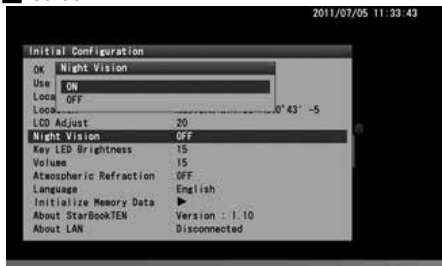 2011/07/05 11:33:43
Initial Configuration
OK
Night Vision
Use
ON
Loca
OFF
Loca
0°43' -5
LCD Adjust 20
Night Vision OFF
Key LED Brightness 15
Volume 15
Atmospheric Refraction OFF
Language English
Initialize Memory Data ▶
About StarBookTEN Version : 1.10
About LAN Disconnected